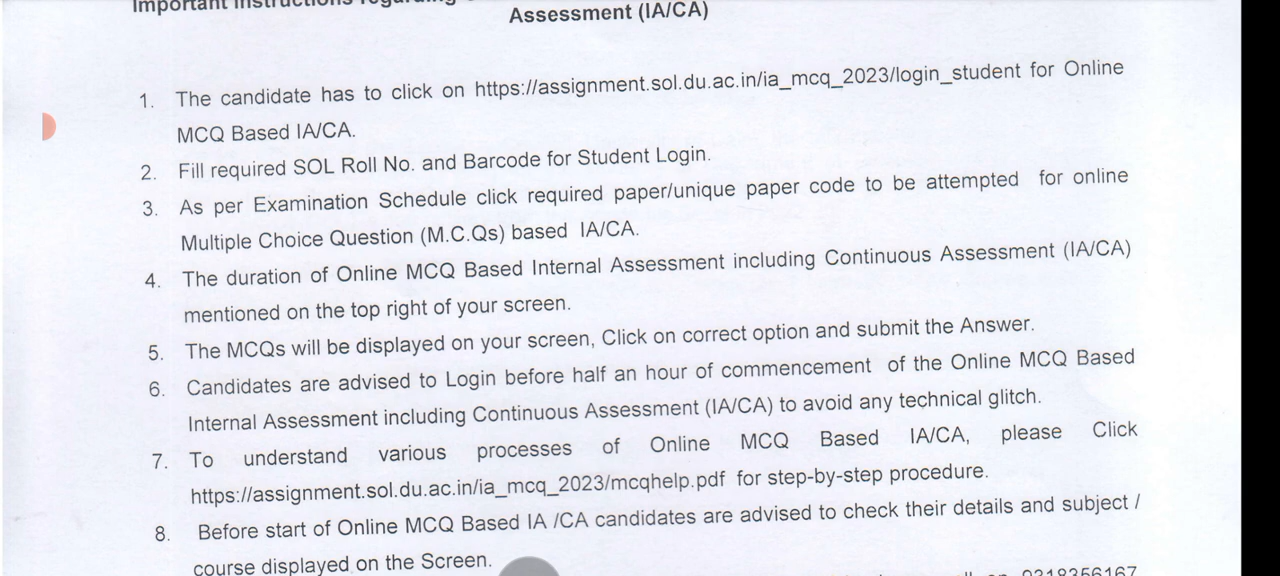 Important Instructions
Assessment (IA/CA)
1. The candidate has to click on https://assignment.sol.du.ac.in/ia_mcq_2023/login_student for Online
MCQ Based IA/CA.
2. Fill required SOL Roll No. and Barcode for Student Login.
3. As per Examination Schedule click required paper/unique paper code to be attempted for online
Multiple Choice Question (M.C.Qs) based IA/CA.
4. The duration of Online MCQ Based Internal Assessment including Continuous Assessment (IA/CA)
mentioned on the top right of your screen.
5. The MCQs will be displayed on your screen, Click on correct option and submit the Answer.
6. Candidates are advised to Login before half an hour of commencement of the Online MCQ Based
Internal Assessment including Continuous Assessment (IA/CA) to avoid any technical glitch.
7. To understand various processes of Online MCQ Based IA/CA, please Click
https://assignment.sol.du.ac.in/ia_mcq_2023/mcqhelp.pdf for step-by-step procedure.
8. Before start of Online MCQ Based IA /CA candidates are advised to check their details and subject /
course displayed on the Screen.
on 9318356167